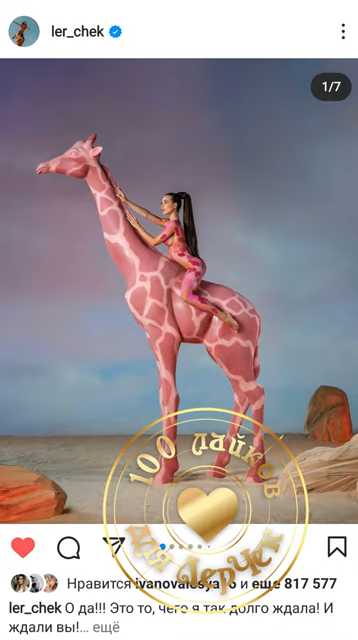 ler_chek
1/7
100 лайков
для Лерчек
Нравится ivanovalesya и еще 817 577
ler_chek О да!!! Это то, чего я так долго ждала! И
ждали вы!... ещё